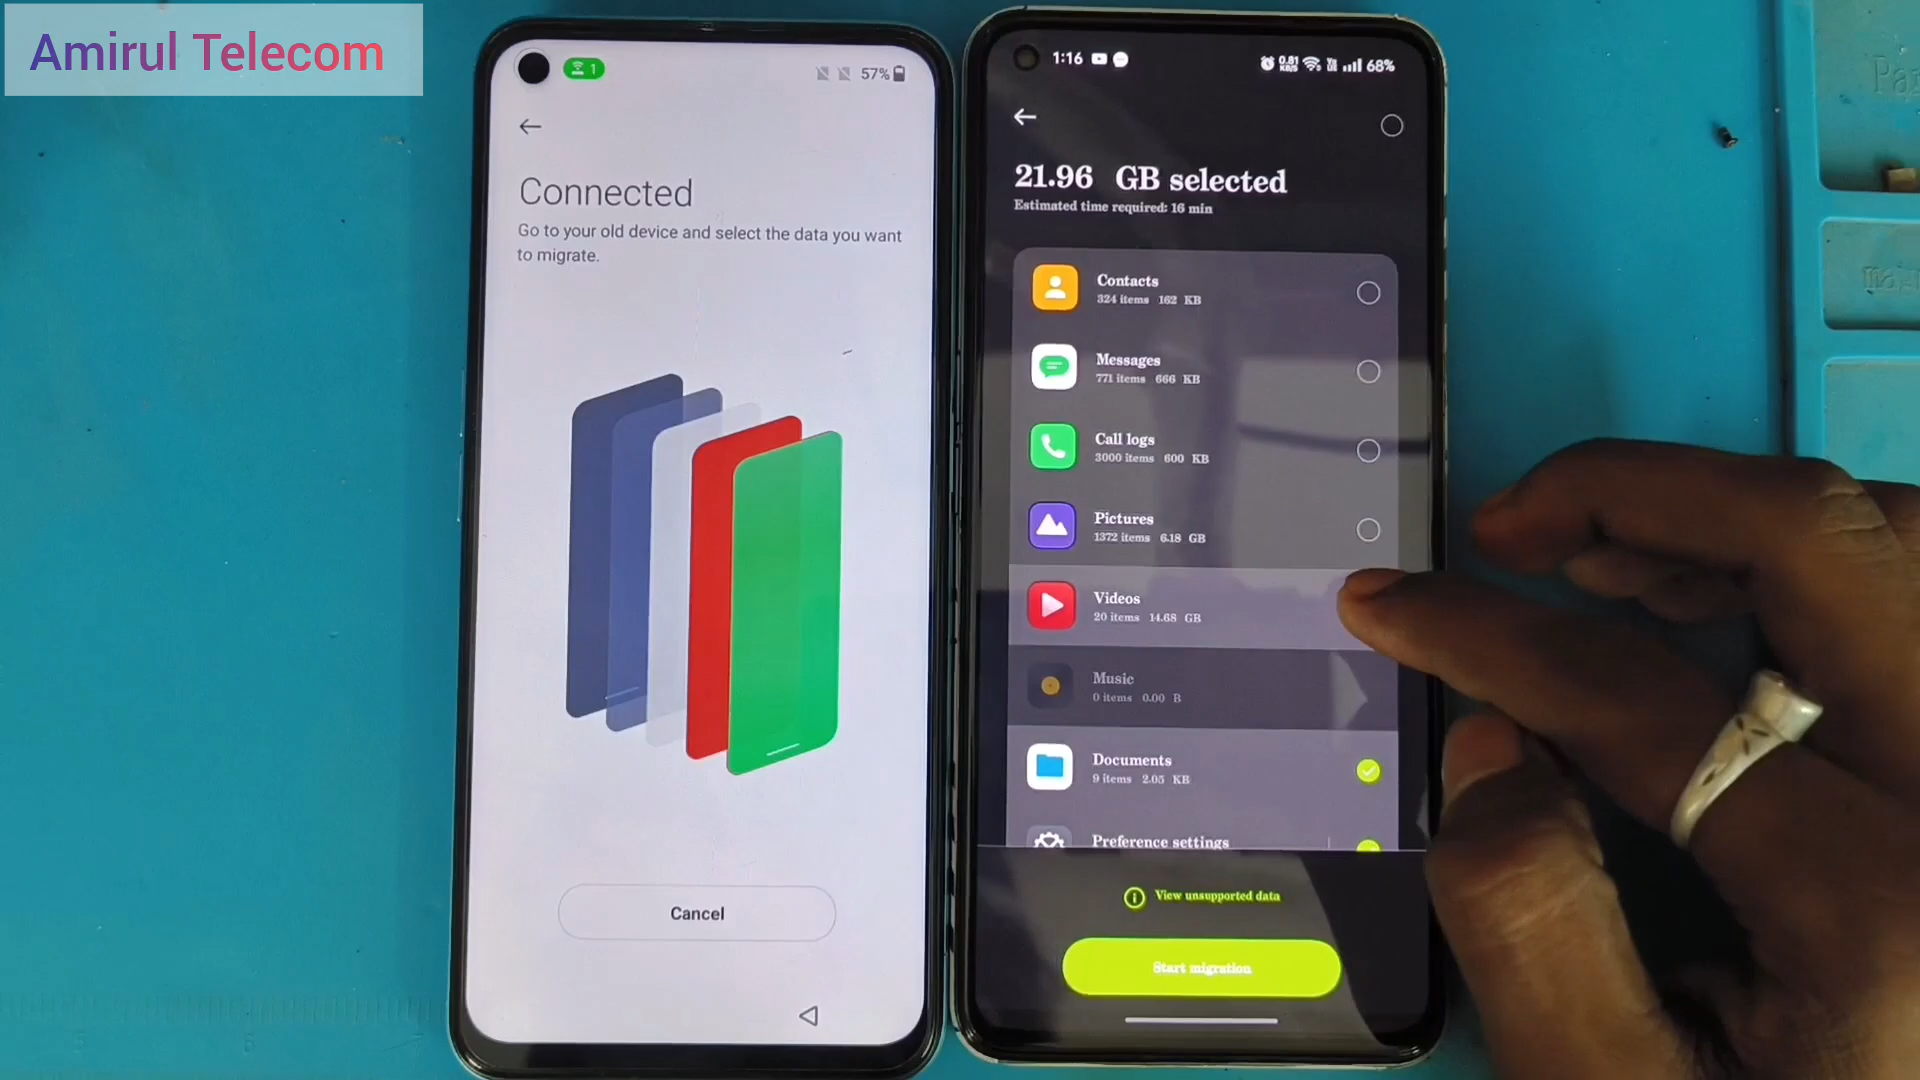 Amirul Telecom
1
57%
Connected
Go to your old device and select the data you want
to migrate.
Cancel
1:16
0.81
KB/S
68%
21.96 GB selected
Estimated time required: 16 min
Contacts
324 items 162 KB
Messages
771 items 666 KB
Call logs
3000 items 600 KB
Pictures
1372 items 6.18 GB
Videos
20 items 14.68 GB
Music
0 items 0.00 B
Documents
9 items 2.05 KB
Preference settings
View unsupported data
Start migration